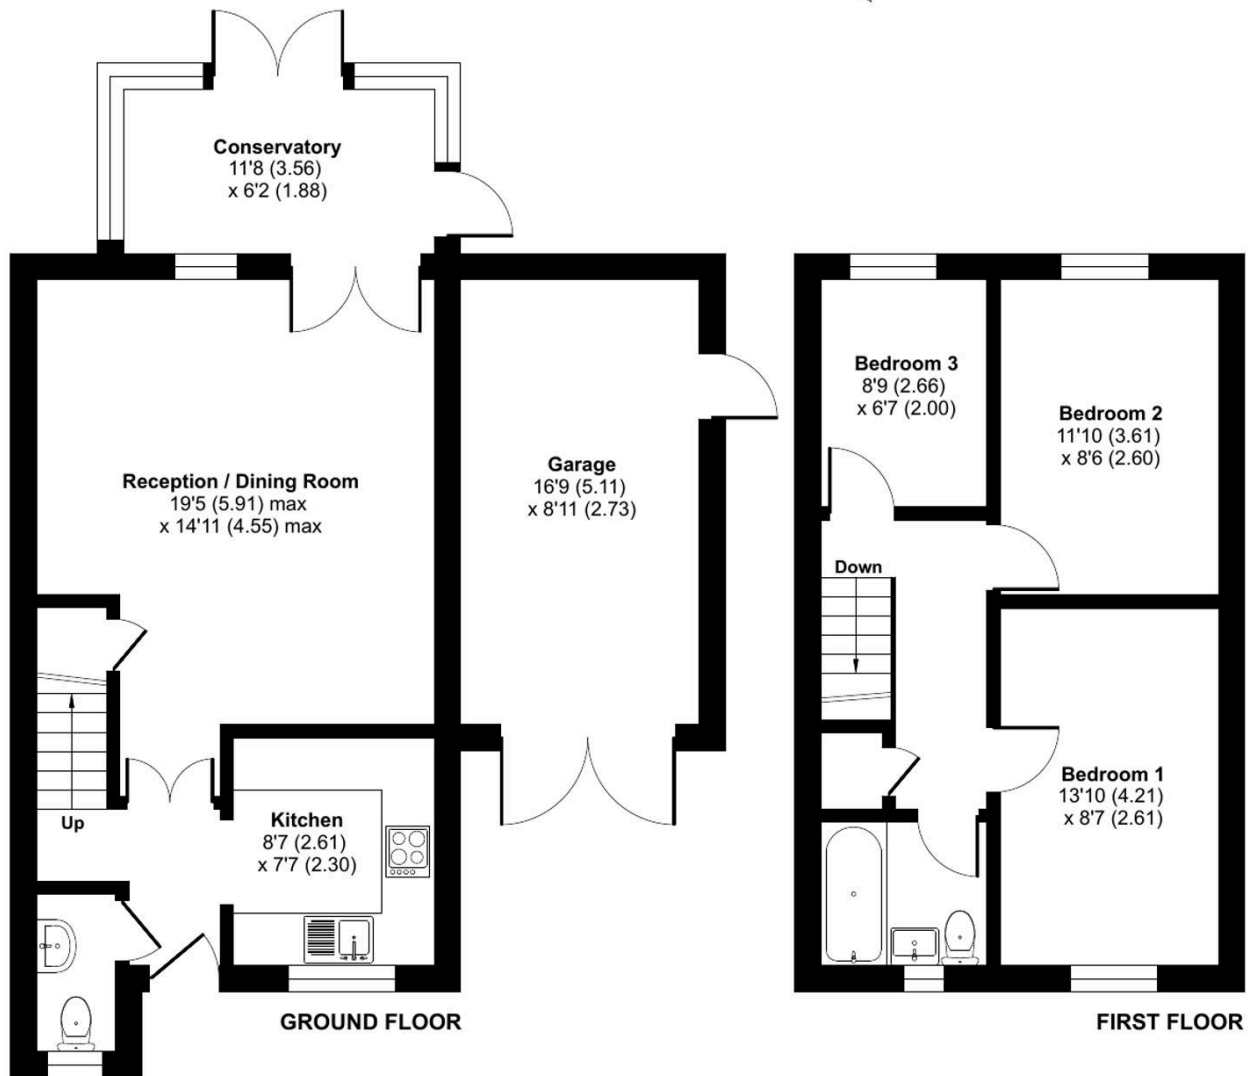 Conservatory
11'8 (3.56)
x 6'2 (1.88)
Reception / Dining Room
19'5 (5.91) max
x 14'11 (4.55) max
Garage
16'9 (5.11)
x 8'11 (2.73)
Up
Kitchen
8'7 (2.61)
x 7'7 (2.30)
GROUND FLOOR
Bedroom 3
8'9 (2.66)
x 6'7 (2.00)
Bedroom 2
11'10 (3.61)
x 8'6 (2.60)
Down
Bedroom 1
13'10 (4.21)
x 8'7 (2.61)
FIRST FLOOR